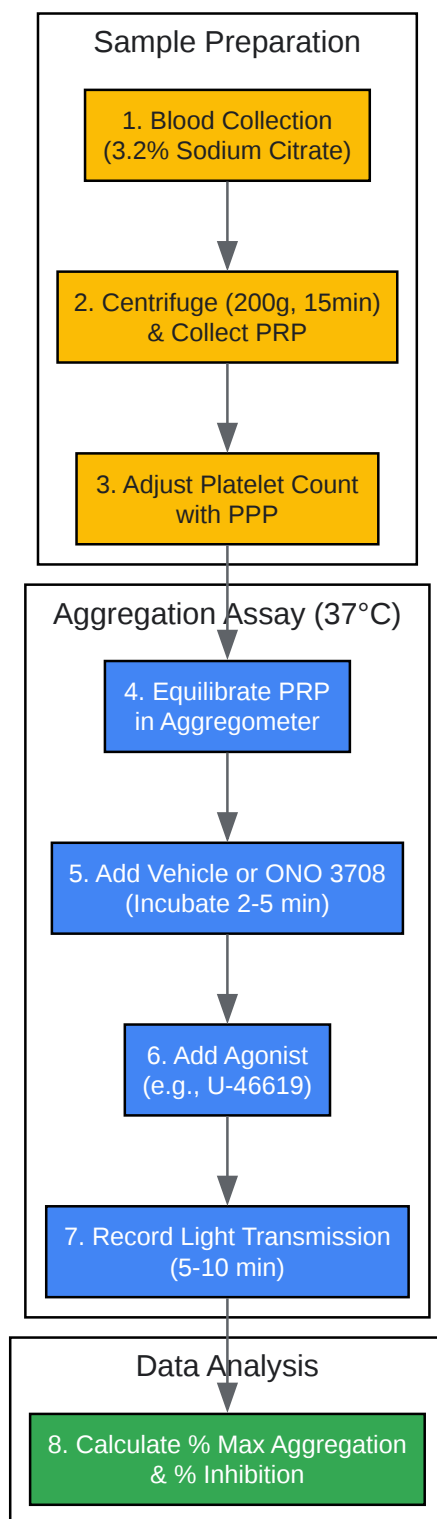 Sample Preparation
1. Blood Collection
(3.2% Sodium Citrate)
2. Centrifuge (200g, 15min)
& Collect PRP
3. Adjust Platelet Count
with PPP
Aggregation Assay (37°C)
4. Equilibrate PRP
in Aggregometer
5. Add Vehicle or ONO 3708
(Incubate 2-5 min)
6. Add Agonist
(e.g., U-46619)
7. Record Light Transmission
(5-10 min)
Data Analysis
8. Calculate % Max Aggregation
& % Inhibition